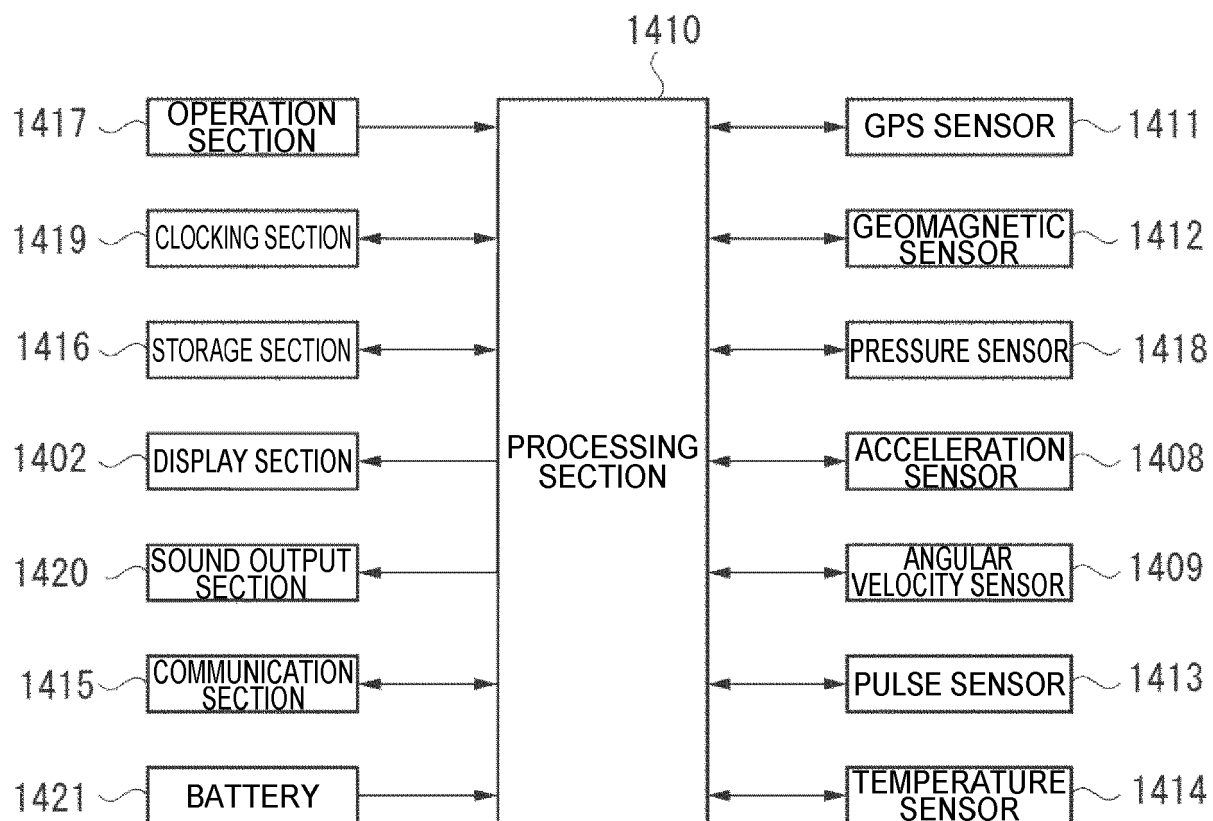 1410
1417
OPERATION
SECTION
GPS SENSOR
1411
1419
CLOCKING SECTION
GEOMAGNETIC
SENSOR
1412
1416
STORAGE SECTION
PRESSURE SENSOR
1418
1402
DISPLAY SECTION
PROCESSING
SECTION
ACCELERATION
SENSOR
1408
1420
SOUND OUTPUT
SECTION
ANGULAR
VELOCITY SENSOR
1409
1415
COMMUNICATION
SECTION
PULSE SENSOR
1413
1421
BATTERY
TEMPERATURE
SENSOR
1414